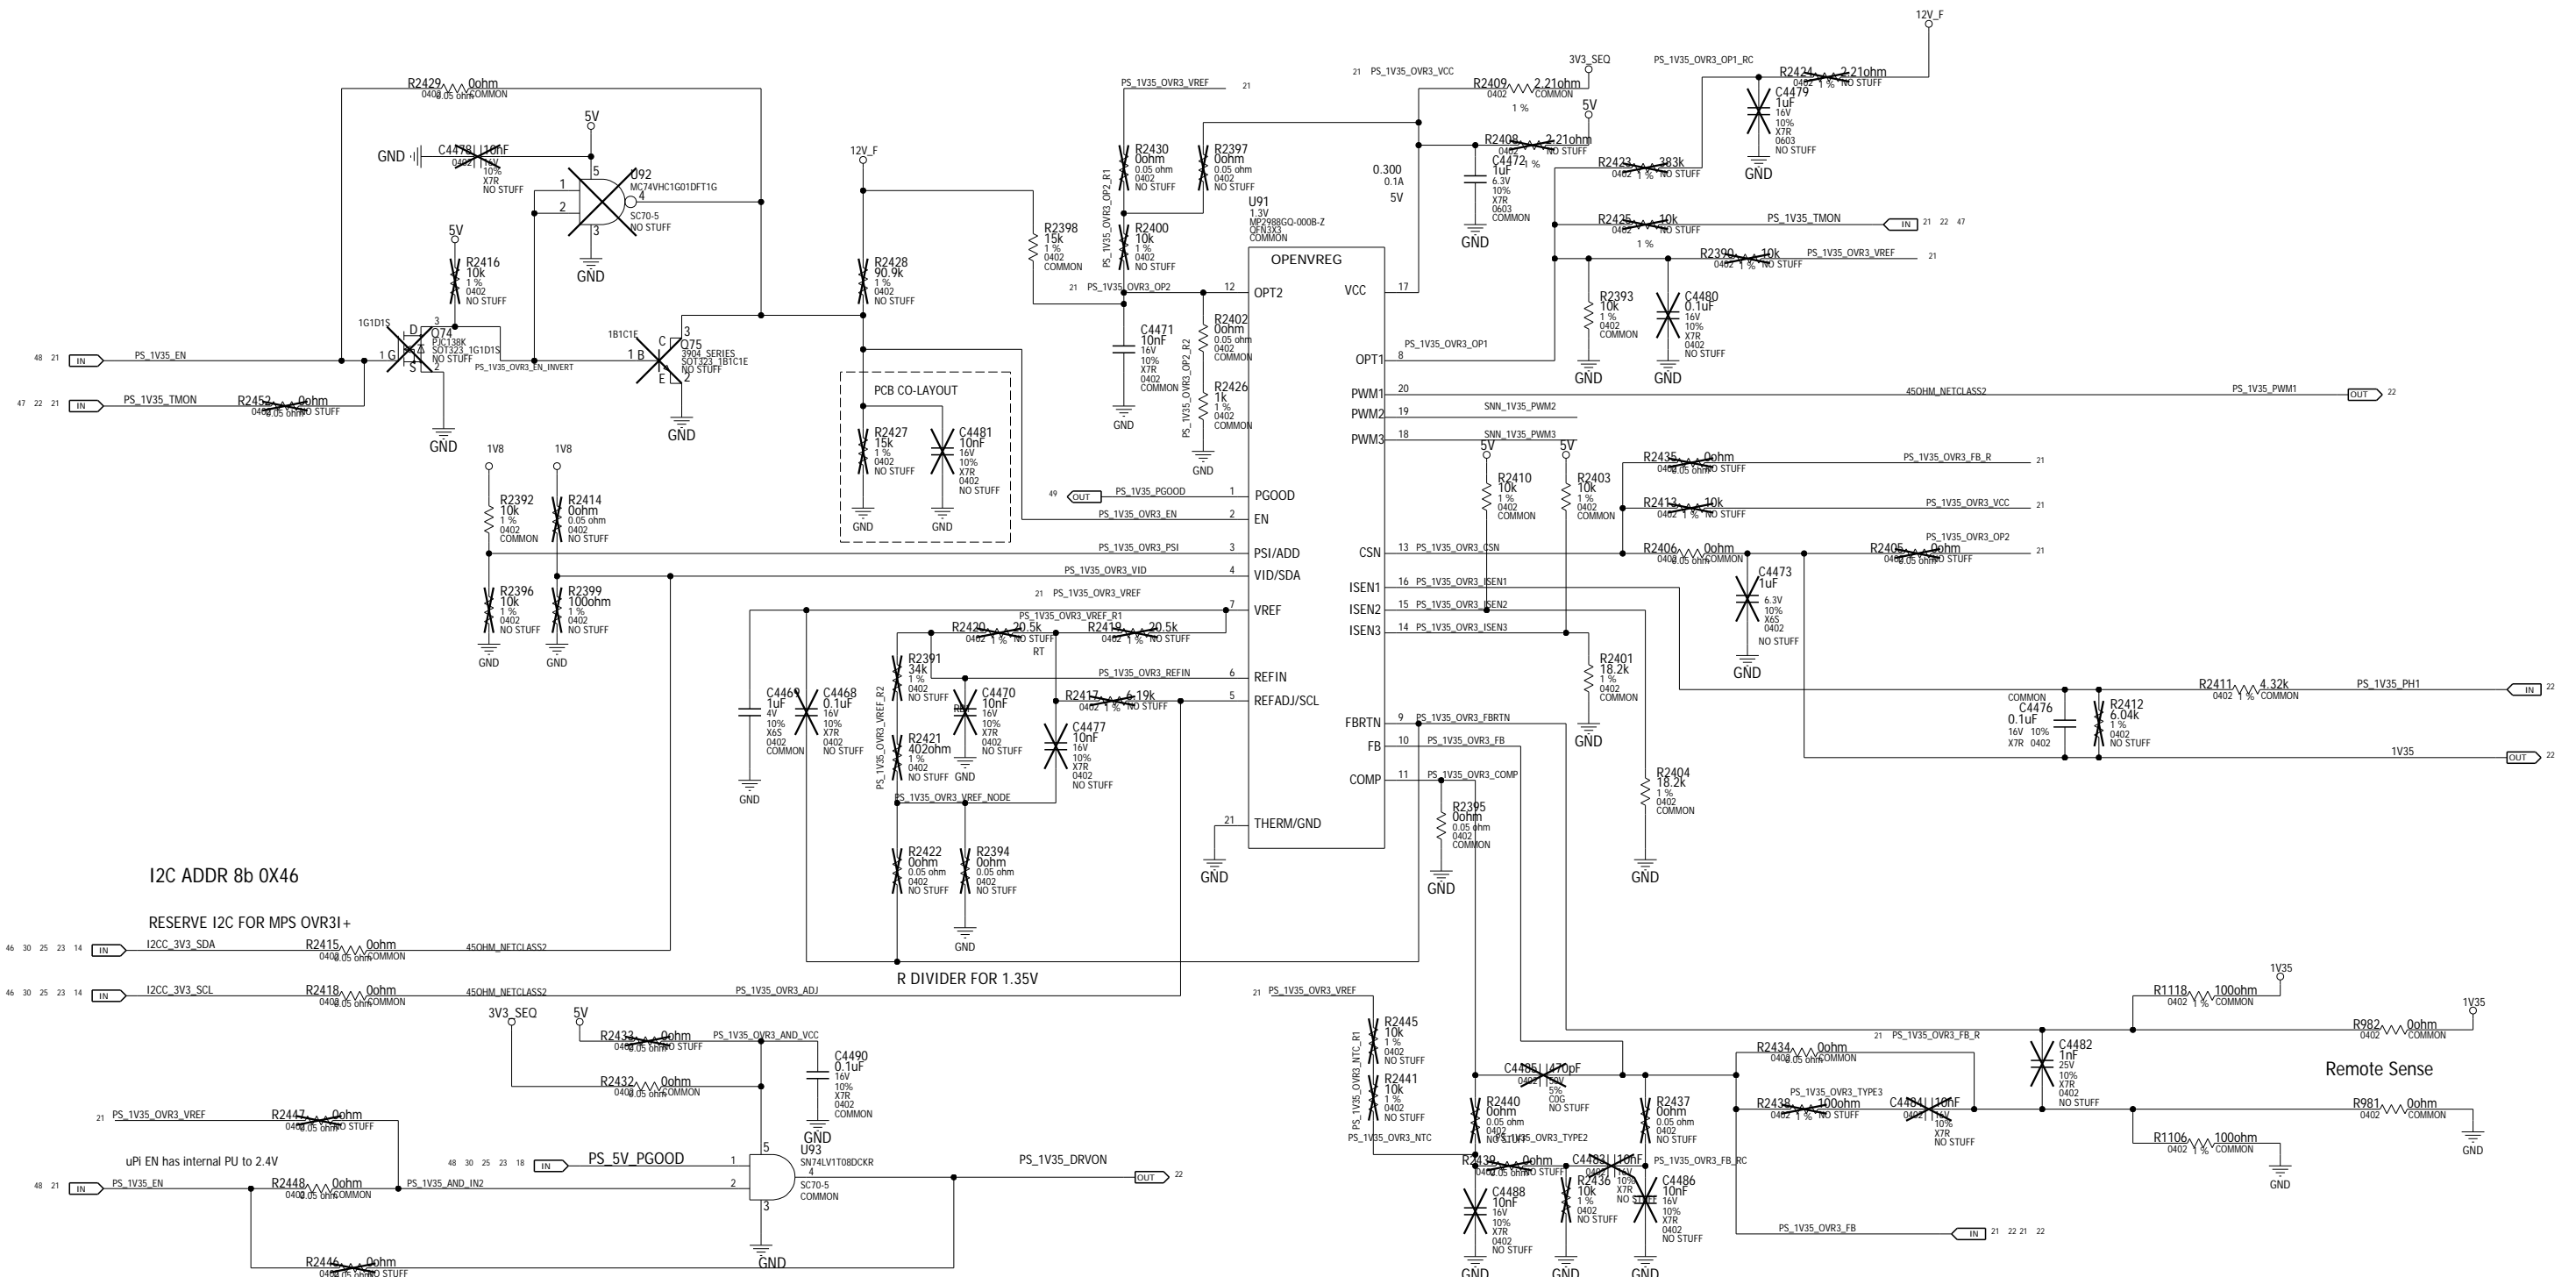 12V_F
R2429 0ohm
0402 0.05 ohm COMMON
5V
GND
C4478 10nF
0402 16V
10%
X7R
NO STUFF
5
1
2
4
3
U92
MC74VHC1G01DFT1G
SC70-5
NO STUFF
GND
5V
R2416
10k
1 %
0402
NO STUFF
1G1D1S
D 3
1 G
S 2
Q74
PJC138K
SOT323_1G1D1S
NO STUFF
GND
PS_1V35_OVR3_EN_INVERT
1B1C1E
1 B
C 3
E 2
Q75
3904_SERIES
SOT323_1B1C1E
NO STUFF
GND
48 21 IN PS_1V35_EN
47 22 21 IN PS_1V35_TMON
R2452 0ohm
0402 0.05 ohm NO STUFF
12V_F
R2428
90.9k
1 %
0402
NO STUFF
PCB CO-LAYOUT
R2427
15k
1 %
0402
NO STUFF
GND
C4481
10nF
16V
10%
X7R
0402
NO STUFF
GND
R2398
15k
1 %
0402
COMMON
PS_1V35_OVR3_VREF 21
R2430
0ohm
0.05 ohm
0402
NO STUFF
R2397
0ohm
0.05 ohm
0402
NO STUFF
PS_1V35_OVR3_OP2_R1
R2400
10k
1 %
0402
NO STUFF
21 PS_1V35_OVR3_OP2
C4471
10nF
16V
10%
X7R
0402
COMMON
GND
R2402
0ohm
0.05 ohm
0402
COMMON
PS_1V35_OVR3_OP2_R2
R2426
1k
1 %
0402
COMMON
GND
U91
1.3V
MP2988GQ-000B-Z
QFN3X3
COMMON
OPENVREG
12 OPT2
1 PGOOD
2 EN
3 PSI/ADD
4 VID/SDA
7 VREF
6 REFIN
5 REFADJ/SCL
21 THERM/GND
VCC 17
OPT1 8
PWM1 20
PWM2 19
PWM3 18
CSN 13
ISEN1 16
ISEN2 15
ISEN3 14
FBRTN 9
FB 10
COMP 11
GND
21 PS_1V35_OVR3_VCC
3V3_SEQ
R2409 2.21ohm
0402 COMMON
1 %
5V
R2408 2.21ohm
0402 NO STUFF
1 %
C4472
1uF
6.3V
10%
X7R
0603
COMMON
GND
0.300
0.1A
5V
PS_1V35_OVR3_OP1_RC
R2424 2.21ohm
0402 1 % NO STUFF
12V_F
C4479
1uF
16V
10%
X7R
0603
NO STUFF
GND
R2423 383k
0402 1 % NO STUFF
R2425 10k
0402 NO STUFF
1 %
PS_1V35_TMON IN 21 22 47
R2390 10k
0402 1 % NO STUFF
PS_1V35_OVR3_VREF 21
R2393
10k
1 %
0402
COMMON
GND
C4480
0.1uF
16V
10%
X7R
0402
NO STUFF
GND
PS_1V35_OVR3_OP1
45OHM_NETCLASS2 PS_1V35_PWM1 OUT 22
SNN_1V35_PWM2
SNN_1V35_PWM3
5V
R2410
10k
1 %
0402
COMMON
5V
R2403
10k
1 %
0402
COMMON
R2435 0ohm
0402 0.05 ohm NO STUFF
PS_1V35_OVR3_FB_R 21
R2413 10k
0402 1 % NO STUFF
PS_1V35_OVR3_VCC 21
PS_1V35_OVR3_CSN
R2406 0ohm
0402 0.05 ohm COMMON
R2405 0ohm
0402 0.05 ohm NO STUFF
PS_1V35_OVR3_OP2
21
C4473
1uF
6.3V
10%
X6S
0402
NO STUFF
GND
PS_1V35_OVR3_ISEN1
PS_1V35_OVR3_ISEN2
PS_1V35_OVR3_ISEN3
R2401
18.2k
1 %
0402
COMMON
GND
R2404
18.2k
1 %
0402
COMMON
GND
PS_1V35_OVR3_FBRTN
PS_1V35_OVR3_FB
PS_1V35_OVR3_COMP
R2395
0ohm
0.05 ohm
0402
COMMON
GND
R2411 4.32k
0402 1 % COMMON
PS_1V35_PH1 IN 22
COMMON
C4476
0.1uF
16V 10%
X7R 0402
R2412
6.04k
1 %
0402
NO STUFF
1V35 OUT 22
49 OUT PS_1V35_PGOOD
PS_1V35_OVR3_EN
PS_1V35_OVR3_PSI
PS_1V35_OVR3_VID
1V8
R2392
10k
1 %
0402
COMMON
R2396
10k
1 %
0402
NO STUFF
GND
1V8
R2414
0ohm
0.05 ohm
0402
NO STUFF
R2399
100ohm
1 %
0402
NO STUFF
GND
21 PS_1V35_OVR3_VREF
PS_1V35_OVR3_VREF_R1
R2420 20.5k
0402 1 % NO STUFF
RT
R2419 20.5k
0402 1 % NO STUFF
C4469
1uF
4V
10%
X6S
0402
COMMON
GND
C4468
0.1uF
16V
10%
X7R
0402
NO STUFF
R2391
34k
1 %
0402
NO STUFF
PS_1V35_OVR3_VREF_R2
R2421
402ohm
1 %
0402
NO STUFF
PS_1V35_OVR3_REFIN
C4470
10nF
16V
10%
X7R
0402
NO STUFF
GND
R2417 6.19k
0402 1 % NO STUFF
C4477
10nF
16V
10%
X7R
0402
NO STUFF
PS_1V35_OVR3_VREF_NODE
R2422
0ohm
0.05 ohm
0402
NO STUFF
R2394
0ohm
0.05 ohm
0402
NO STUFF
GND
R DIVIDER FOR 1.35V
I2C ADDR 8b 0X46
RESERVE I2C FOR MPS OVR3I+
46 30 25 23 14 IN I2CC_3V3_SDA
R2415 0ohm
0402 0.05 ohm COMMON
45OHM_NETCLASS2
46 30 25 23 14 IN I2CC_3V3_SCL
R2418 0ohm
0402 0.05 ohm COMMON
45OHM_NETCLASS2 PS_1V35_OVR3_ADJ
3V3_SEQ
5V
R2433 0ohm
0402 0.05 ohm NO STUFF
PS_1V35_OVR3_AND_VCC
R2432 0ohm
0402 0.05 ohm COMMON
C4490
0.1uF
16V
10%
X7R
0402
COMMON
GND
21 PS_1V35_OVR3_VREF
R2447 0ohm
0402 0.05 ohm NO STUFF
uPi EN has internal PU to 2.4V
48 30 25 23 18 IN PS_5V_PGOOD
48 21 IN PS_1V35_EN
R2448 0ohm
0402 0.05 ohm COMMON
PS_1V35_AND_IN2
5
1
2
4
3
U93
SN74LV1T08DCKR
SC70-5
COMMON
GND
PS_1V35_DRVON OUT 22
R2446 0ohm
0402 0.05 ohm NO STUFF
21 PS_1V35_OVR3_VREF
R2445
10k
1 %
0402
NO STUFF
PS_1V35_OVR3_NTC_R1
R2441
10k
1 %
0402
NO STUFF
PS_1V35_OVR3_NTC
C4485 470pF
0402 50V
5%
C0G
NO STUFF
R2440
0ohm
0.05 ohm
0402
NO STUFF
PS_1V35_OVR3_TYPE2
R2437
0ohm
0.05 ohm
0402
NO STUFF
R2439 0ohm
0402 0.05 ohm NO STUFF
C4483 10nF
0402 16V
10%
X7R
NO STUFF
PS_1V35_OVR3_FB_RC
C4488
10nF
16V
10%
X7R
0402
NO STUFF
GND
R2436
10k
1 %
0402
NO STUFF
GND
C4486
10nF
16V
10%
X7R
0402
NO STUFF
GND
R2434 0ohm
0402 0.05 ohm COMMON
21 PS_1V35_OVR3_FB_R
PS_1V35_OVR3_TYPE3
R2438 100ohm
0402 1 % NO STUFF
C4484 10nF
0402 16V
10%
X7R
NO STUFF
C4482
1nF
25V
10%
X7R
0402
NO STUFF
1V35
R1118 100ohm
0402 1 % COMMON
1V35
R982 0ohm
0402 COMMON
Remote Sense
R981 0ohm
0402 COMMON
GND
R1106 100ohm
0402 1 % COMMON
GND
PS_1V35_OVR3_FB IN 21 22 21 22